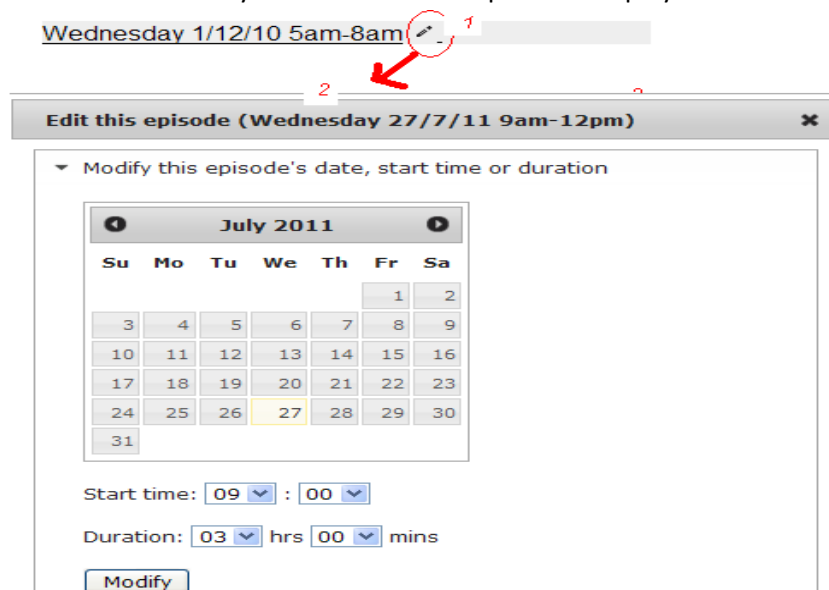 Wednesday 1/12/10 5am-8am
1
2
Edit this episode (Wednesday 27/7/11 9am-12pm)
Modify this episode's date, start time or duration
July 2011
Su Mo Tu We Th Fr Sa
1 2
3 4 5 6 7 8 9
10 11 12 13 14 15 16
17 18 19 20 21 22 23
24 25 26 27 28 29 30
31
Start time: 09 : 00
Duration: 03 hrs 00 mins
Modify